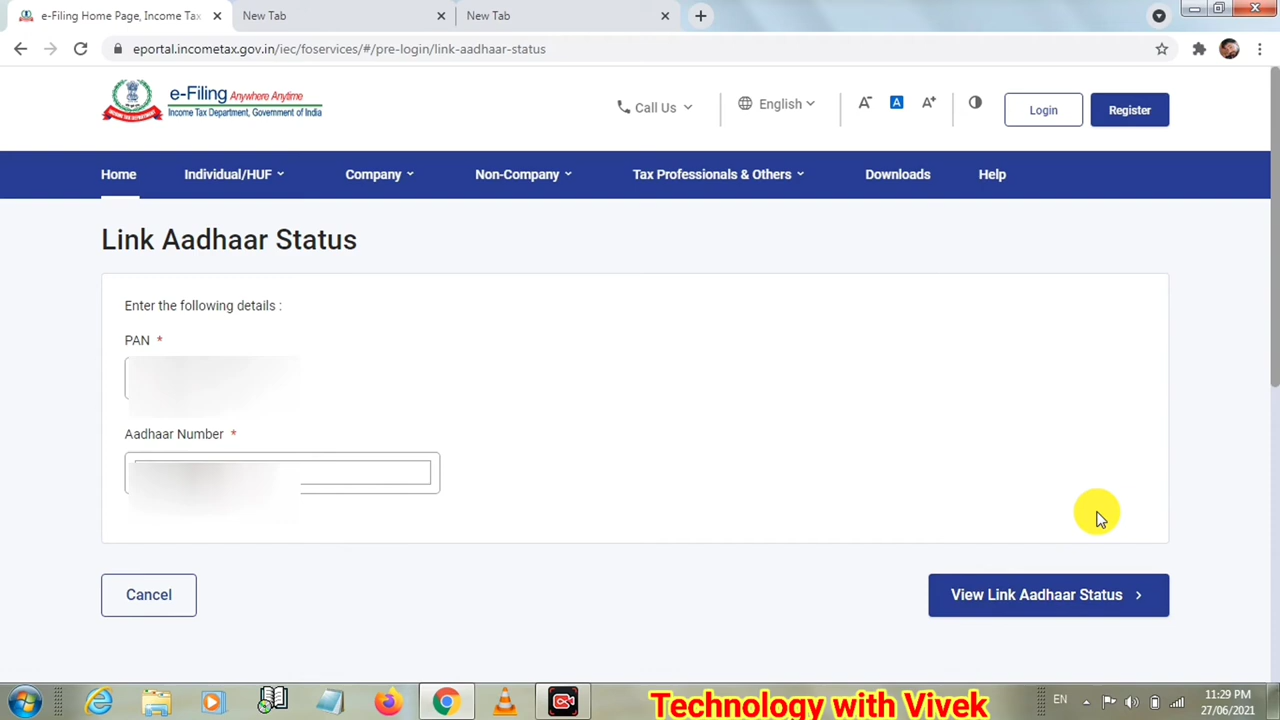 e-Filing Home Page, Income Tax
New Tab
New Tab
eportal.incometax.gov.in/iec/foservices/#/pre-login/link-aadhaar-status
e-Filing Anywhere Anytime
Income Tax Department, Government of India
Call Us
English
A-
A
A+
Login
Register
Home
Individual/HUF
Company
Non-Company
Tax Professionals & Others
Downloads
Help
Link Aadhaar Status
Enter the following details :
PAN *
Aadhaar Number *
Cancel
View Link Aadhaar Status >
Technology with Vivek
EN
11:29 PM
27/06/2021